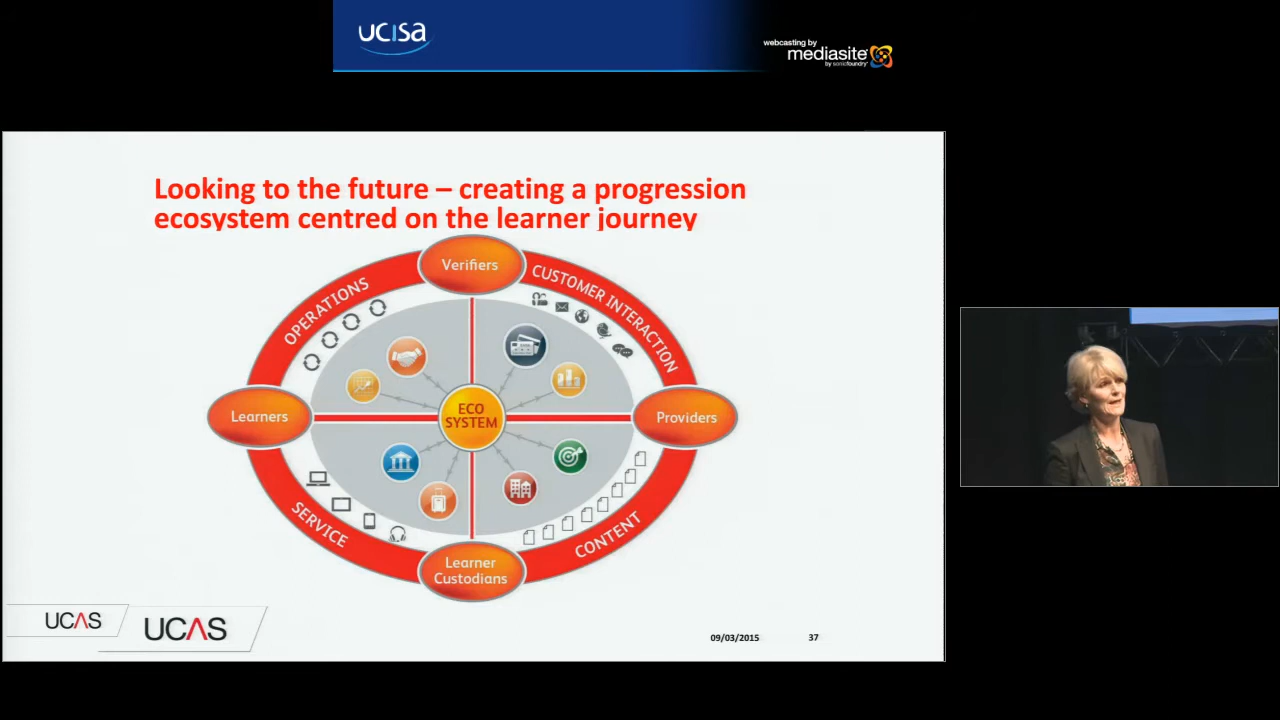 ucisa
webcasting by
mediasite
by sonicfoundry
Looking to the future – creating a progression
ecosystem centred on the learner journey
Verifiers
OPERATIONS
CUSTOMER INTERACTION
ECO
SYSTEM
Learners
Providers
SERVICE
CONTENT
Learner
Custodians
UCAS
UCAS
09/03/2015
37